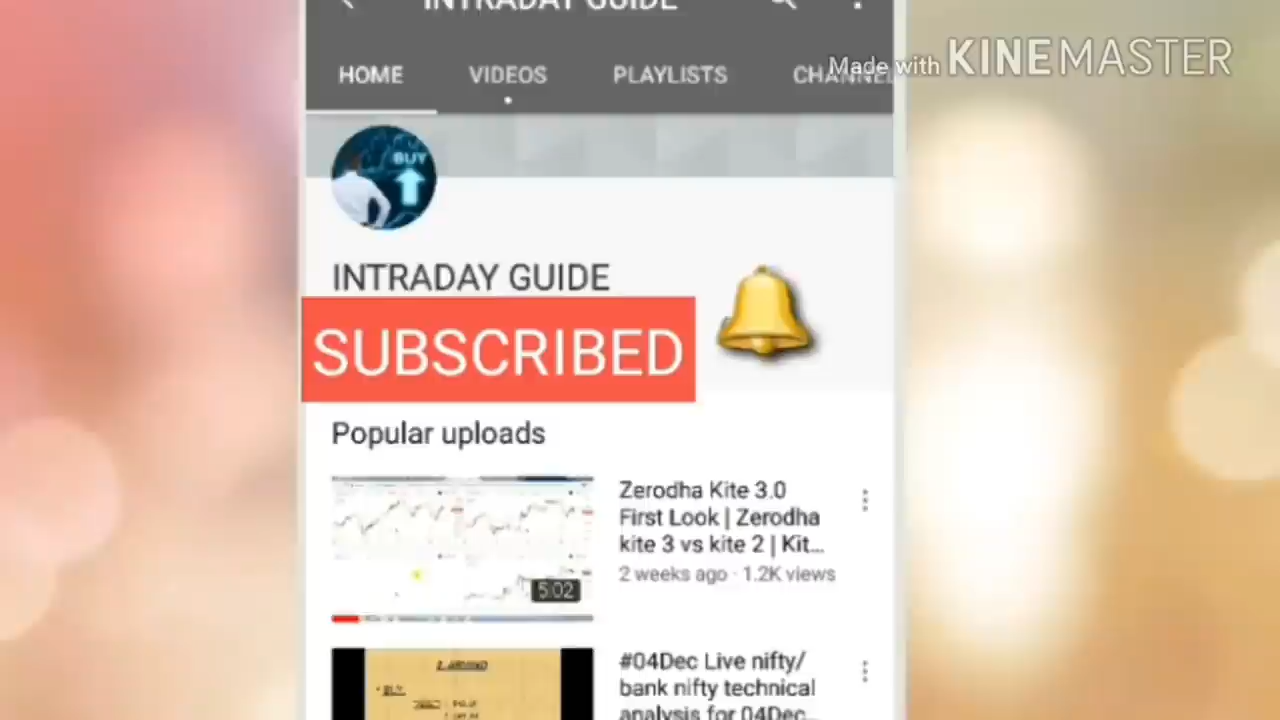 INTRADAY GUIDE
Made with KINEMASTER
HOME VIDEOS PLAYLISTS CHANNEL
BUY
INTRADAY GUIDE
SUBSCRIBED
Popular uploads
Zerodha Kite 3.0
First Look | Zerodha
kite 3 vs kite 2 | Kit...
2 weeks ago · 1.2K views
5:02
#04Dec Live nifty/
bank nifty technical
analysis for 04Dec...